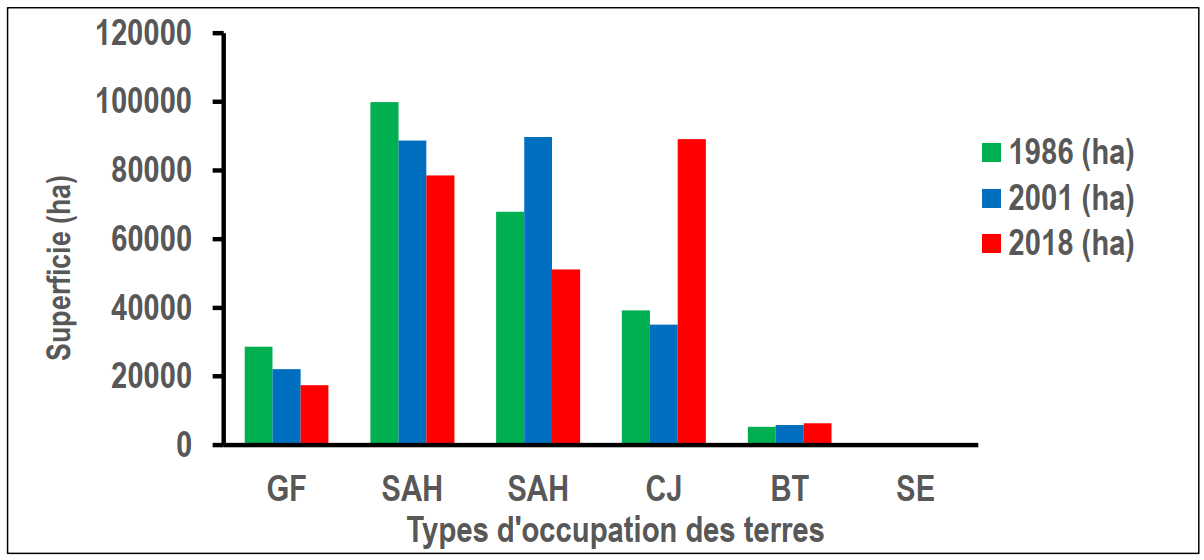 120000
100000
80000
60000
40000
20000
0
Superficie (ha)
GF SAH SAH CJ BT SE
Types d'occupation des terres
1986 (ha)
2001 (ha)
2018 (ha)